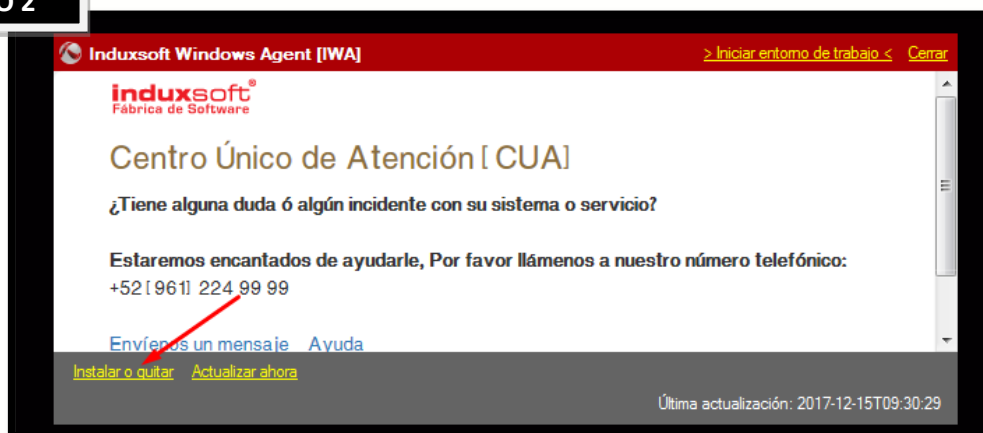 O 2
Induxsoft Windows Agent [IWA] > Iniciar entorno de trabajo < Cerrar
induxsoft®
Fábrica de Software
Centro Único de Atención [ CUA]
¿Tiene alguna duda ó algún incidente con su sistema o servicio?
Estaremos encantados de ayudarle, Por favor llámenos a nuestro número telefónico:
+52 [ 961] 224 99 99
Envíenos un mensaje Ayuda
Instalar o quitar Actualizar ahora
Última actualización: 2017-12-15T09:30:29